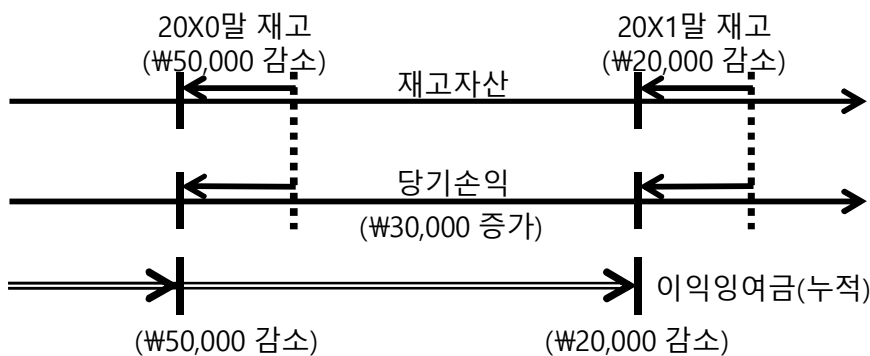 20X0말 재고
(₩50,000 감소)
20X1말 재고
(₩20,000 감소)
재고자산
당기손익
(₩30,000 증가)
이익잉여금(누적)
(₩50,000 감소)
(₩20,000 감소)